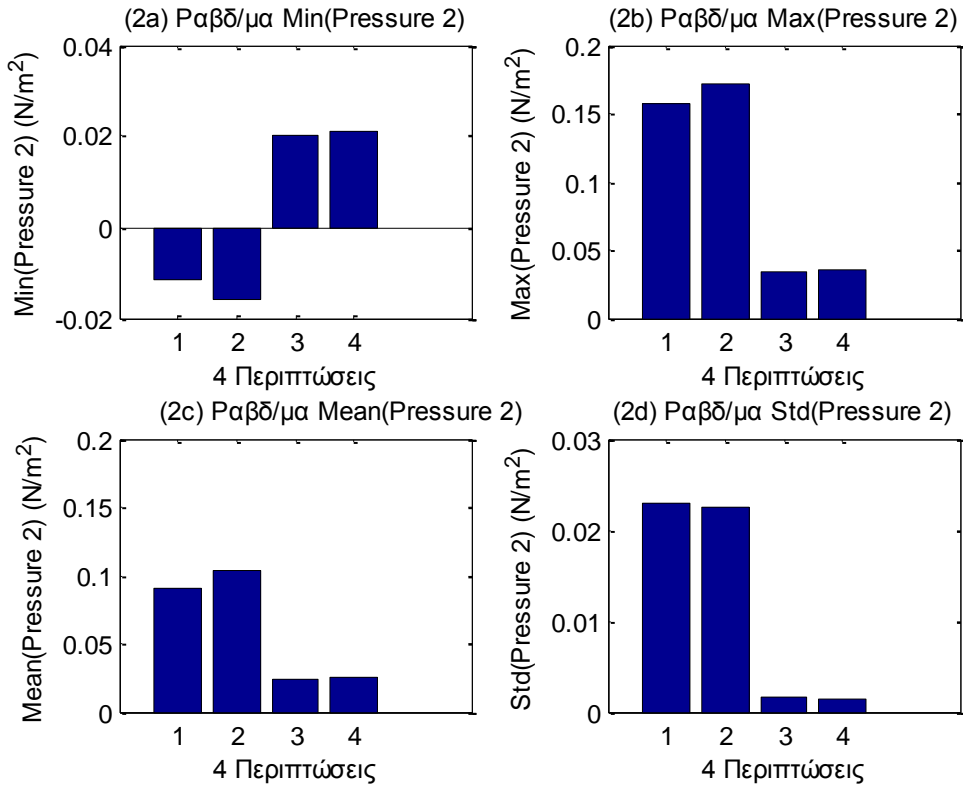 (2a) Ραβδ/μα Min(Pressure 2)
Min(Pressure 2) (N/m²)
0.04
0.02
0
-0.02
1 2 3 4
4 Περιπτώσεις
(2b) Ραβδ/μα Max(Pressure 2)
Max(Pressure 2) (N/m²)
0.2
0.15
0.1
0.05
0
1 2 3 4
4 Περιπτώσεις
(2c) Ραβδ/μα Mean(Pressure 2)
Mean(Pressure 2) (N/m²)
0.2
0.15
0.1
0.05
0
1 2 3 4
4 Περιπτώσεις
(2d) Ραβδ/μα Std(Pressure 2)
Std(Pressure 2) (N/m²)
0.03
0.02
0.01
0
1 2 3 4
4 Περιπτώσεις